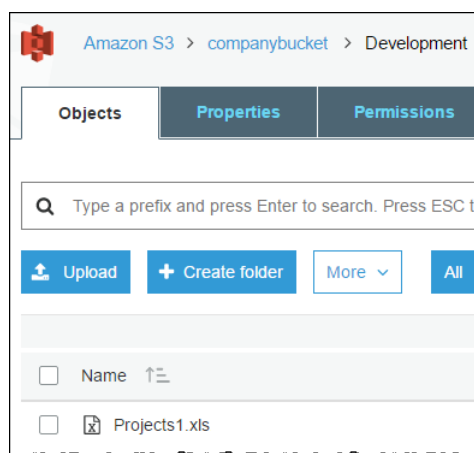 Amazon S3 > companybucket > Development
Objects Properties Permissions
Type a prefix and press Enter to search. Press ESC t
Upload Create folder More All
Name
Projects1.xls